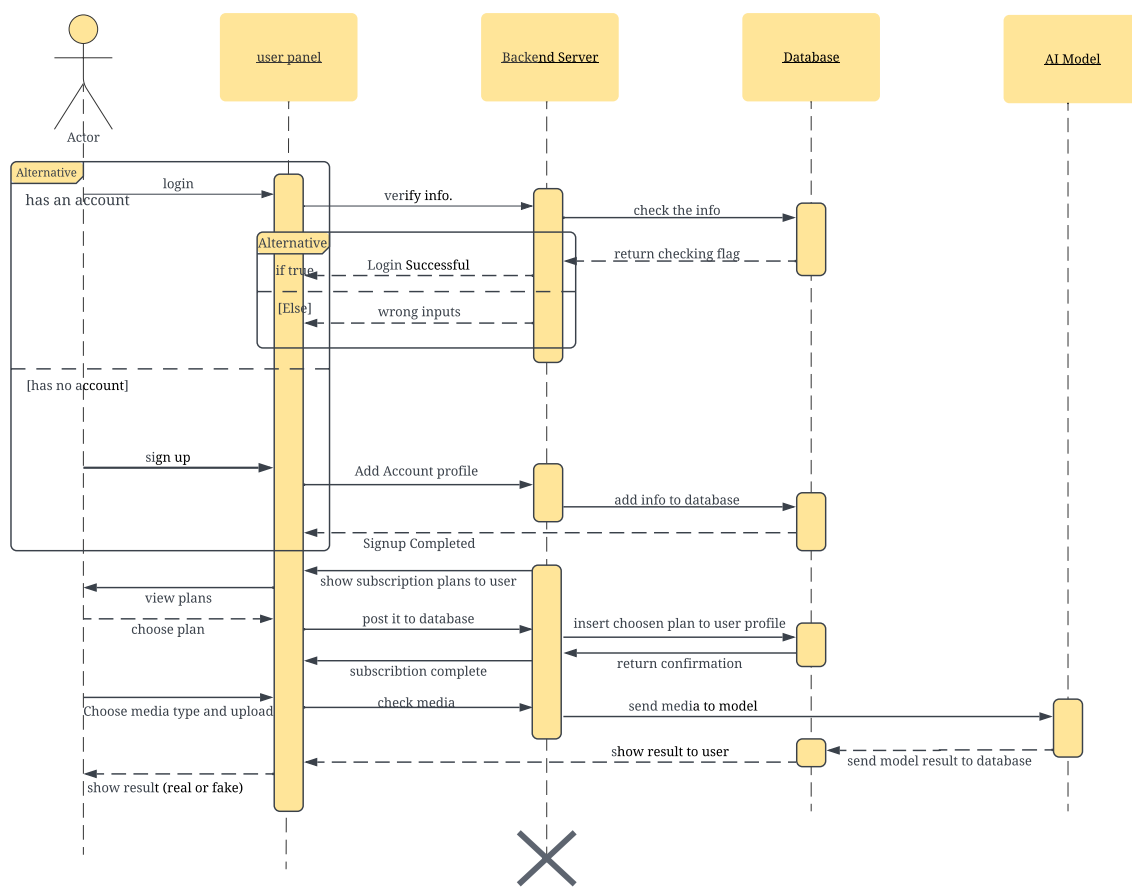 user panel
Backend Server
Database
AI Model
Actor
Alternative
login
has an account
verify info.
check the info
Alternative
return checking flag
if true
Login Successful
[Else]
wrong inputs
[has no account]
sign up
Add Account profile
add info to database
Signup Completed
show subscription plans to user
view plans
choose plan
post it to database
insert choosen plan to user profile
return confirmation
subscribtion complete
Choose media type and upload
check media
send media to model
show result to user
send model result to database
show result (real or fake)